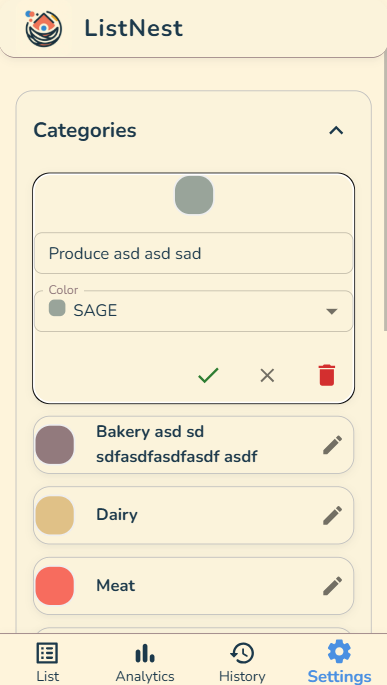 ListNest
Categories
Produce asd asd sad
Color
SAGE
Bakery asd sd
sdfasdfasdfasdf asdf
Dairy
Meat
List
Analytics
History
Settings